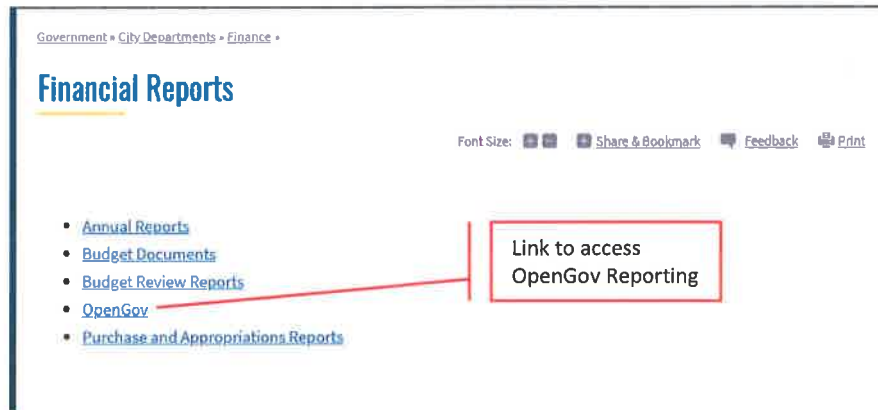 Government » City Departments » Finance »
Financial Reports
Font Size: + - + Share & Bookmark Feedback Print
• Annual Reports
• Budget Documents
• Budget Review Reports
• OpenGov
• Purchase and Appropriations Reports
Link to access
OpenGov Reporting